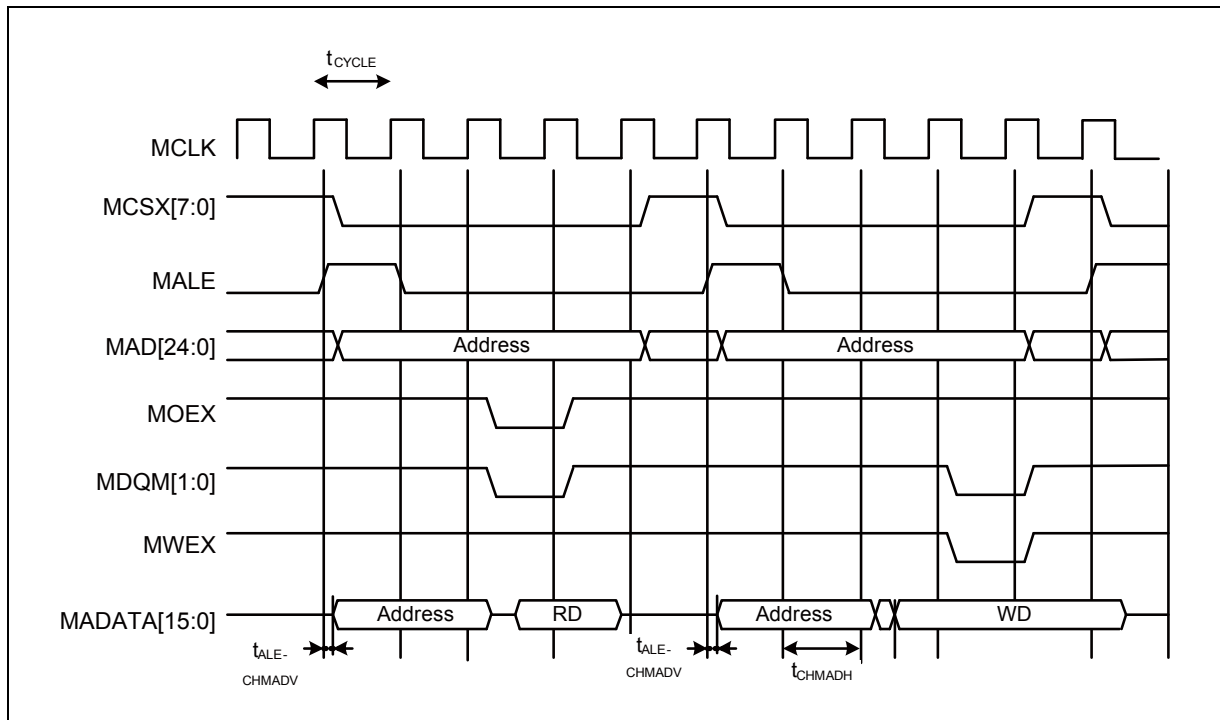 tCYCLE
MCLK
MCSX[7:0]
MALE
MAD[24:0] Address Address
MOEX
MDQM[1:0]
MWEX
MADATA[15:0] Address RD Address WD
tALE- tALE- tCHMADH
CHMADV CHMADV